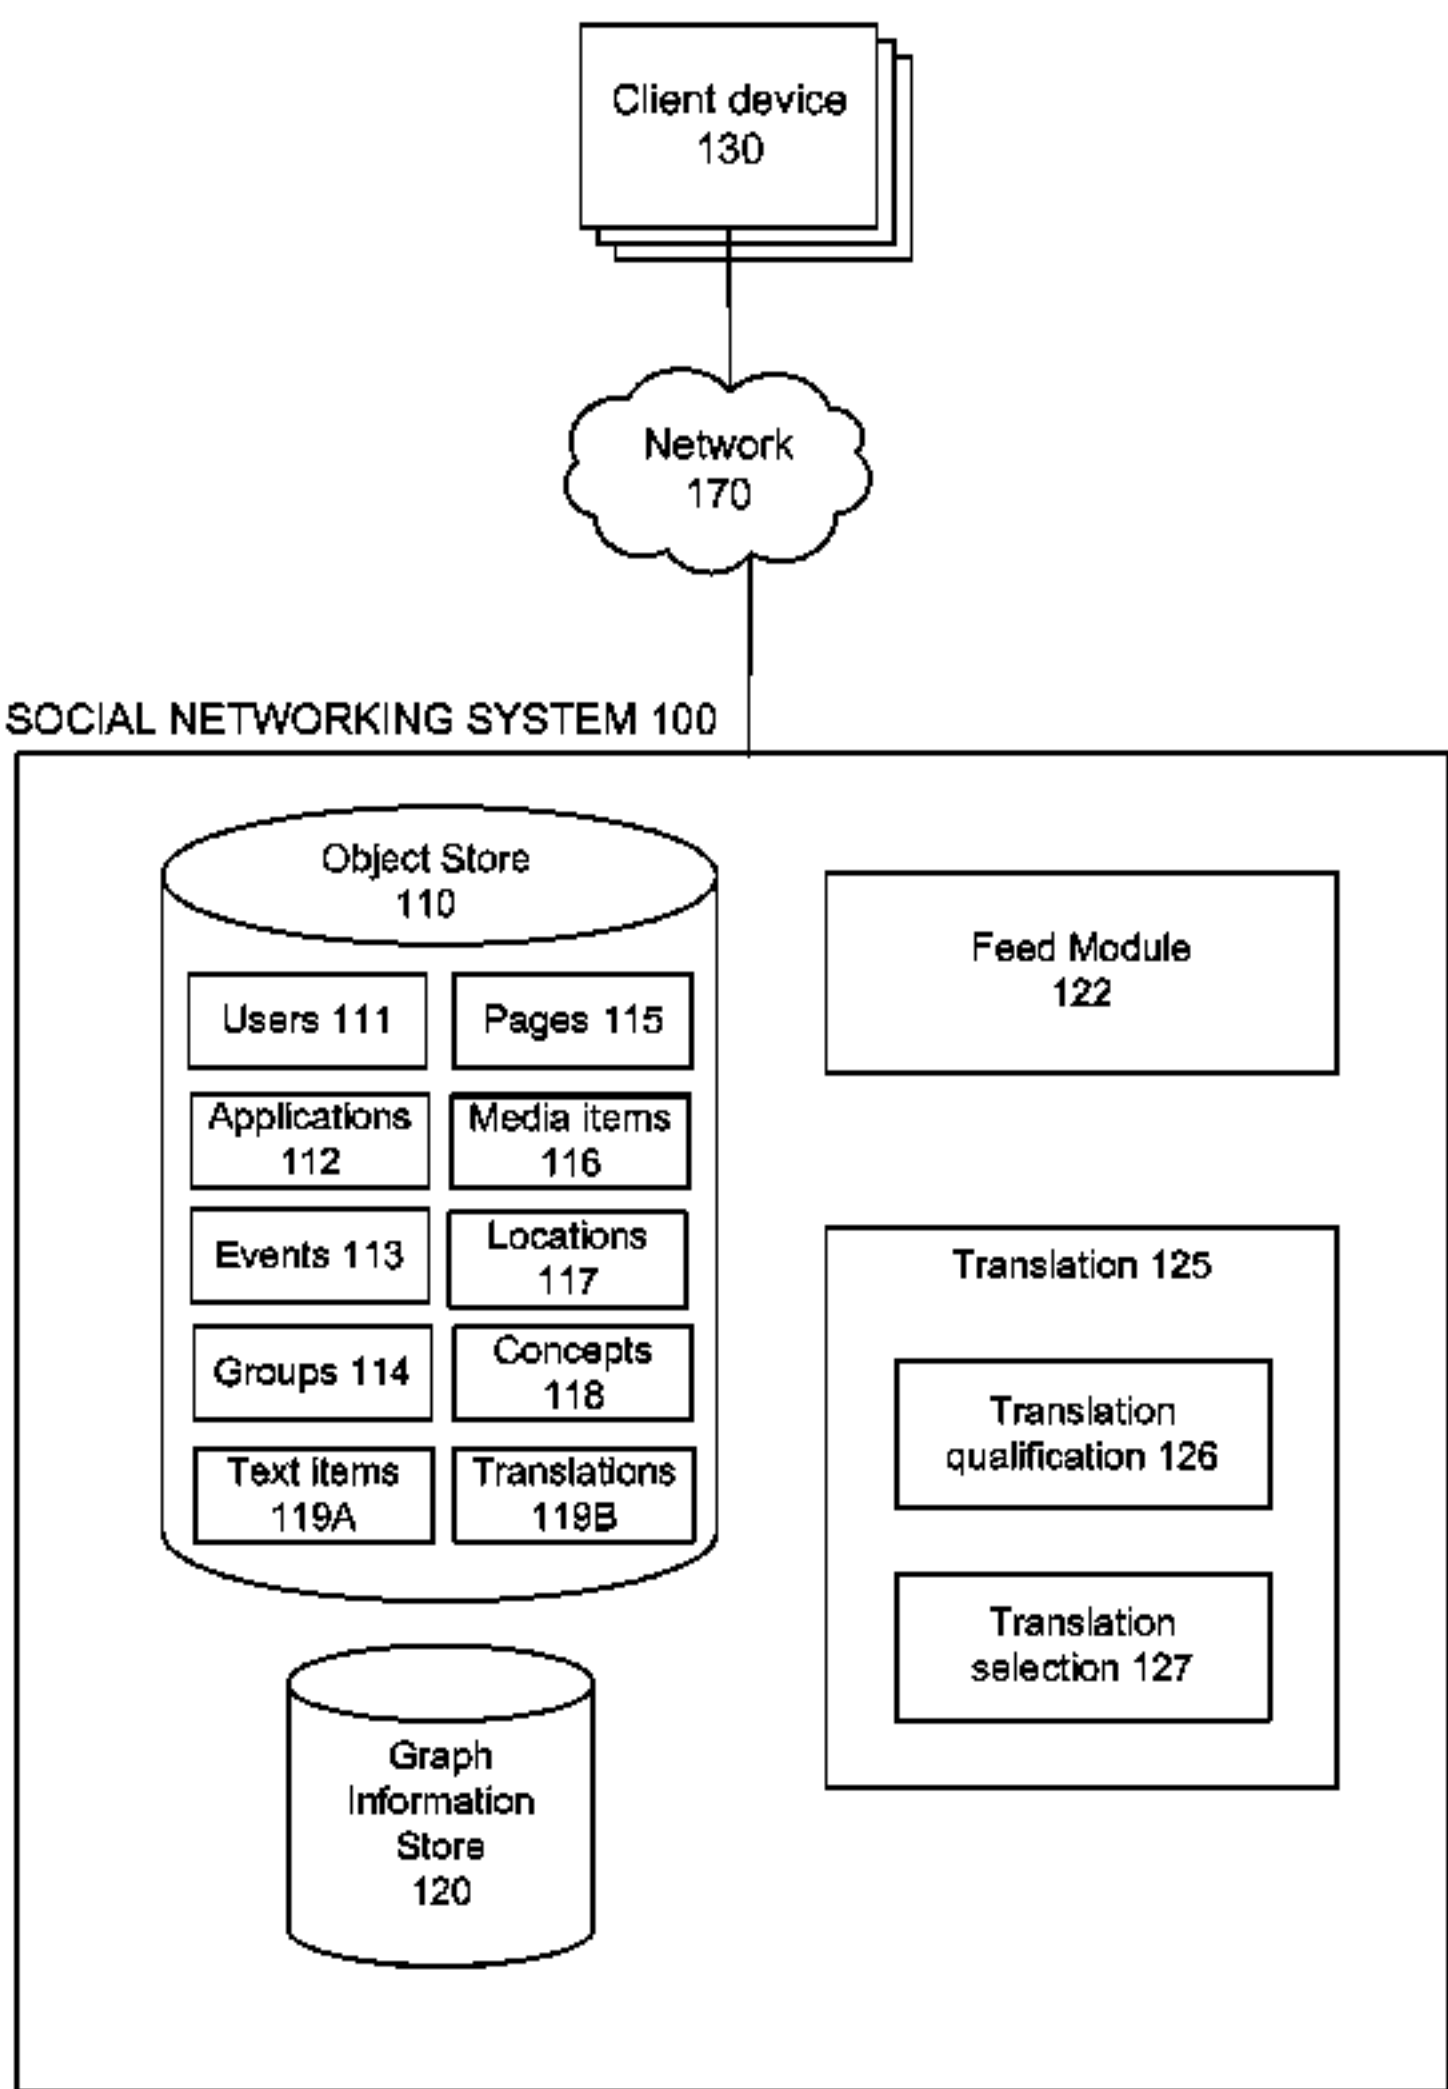 Client device
130
Network
170
SOCIAL NETWORKING SYSTEM 100
Object Store
110
Users 111
Pages 115
Applications
112
Media items
116
Events 113
Locations
117
Groups 114
Concepts
118
Text items
119A
Translations
119B
Graph
Information
Store
120
Feed Module
122
Translation 125
Translation
qualification 126
Translation
selection 127